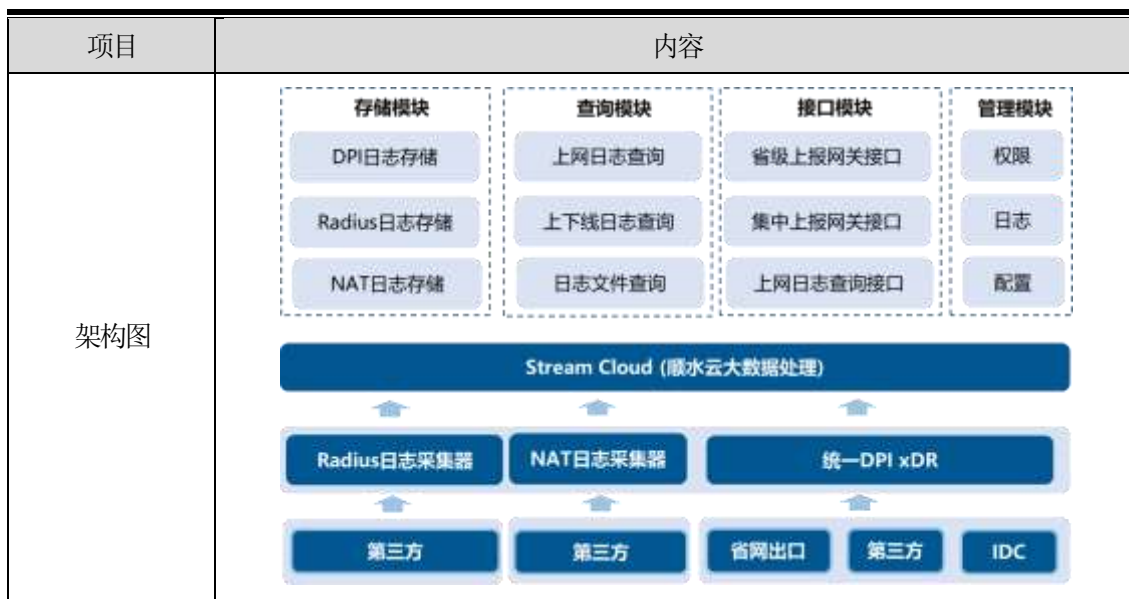 项目 内容
架构图
存储模块 查询模块 接口模块 管理模块
DPI日志存储 上网日志查询 省级上报网关接口 权限
Radius日志存储 上下线日志查询 集中上报网关接口 日志
NAT日志存储 日志文件查询 上网日志查询接口 配置
Stream Cloud (顺水云大数据处理)
Radius日志采集器 NAT日志采集器 统一DPI xDR
第三方 第三方 省网出口 第三方 IDC